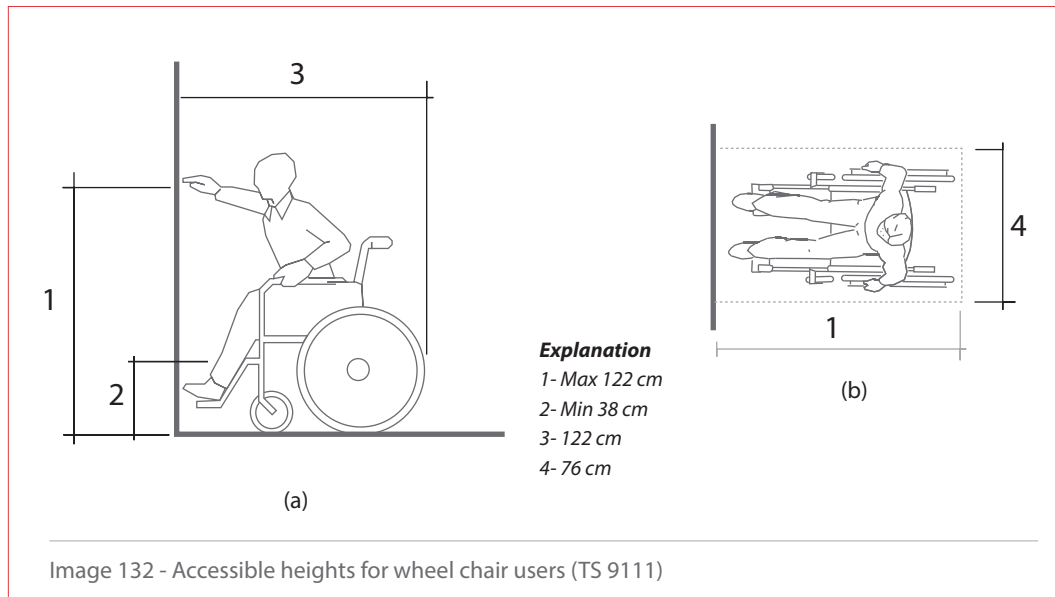 3
1
2
(a)
Explanation
1- Max 122 cm
2- Min 38 cm
3- 122 cm
4- 76 cm
4
1
(b)
Image 132 - Accessible heights for wheel chair users (TS 9111)